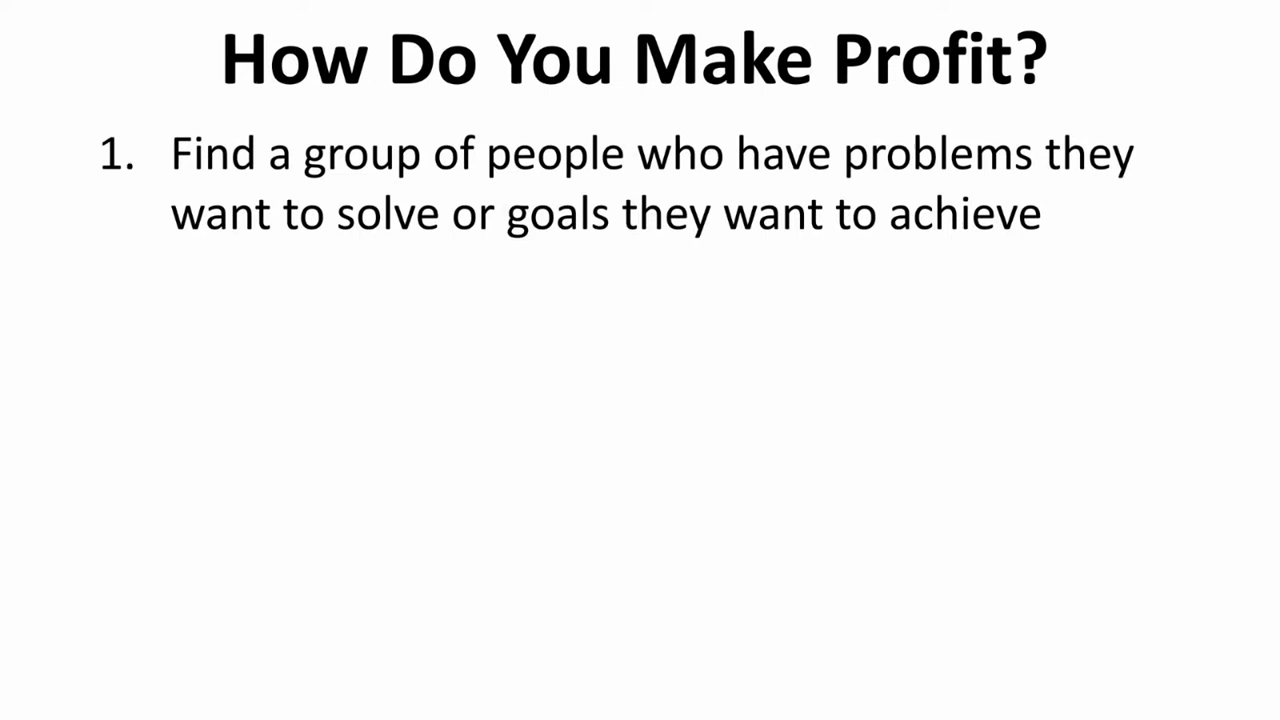 How Do You Make Profit?
1. Find a group of people who have problems they
want to solve or goals they want to achieve